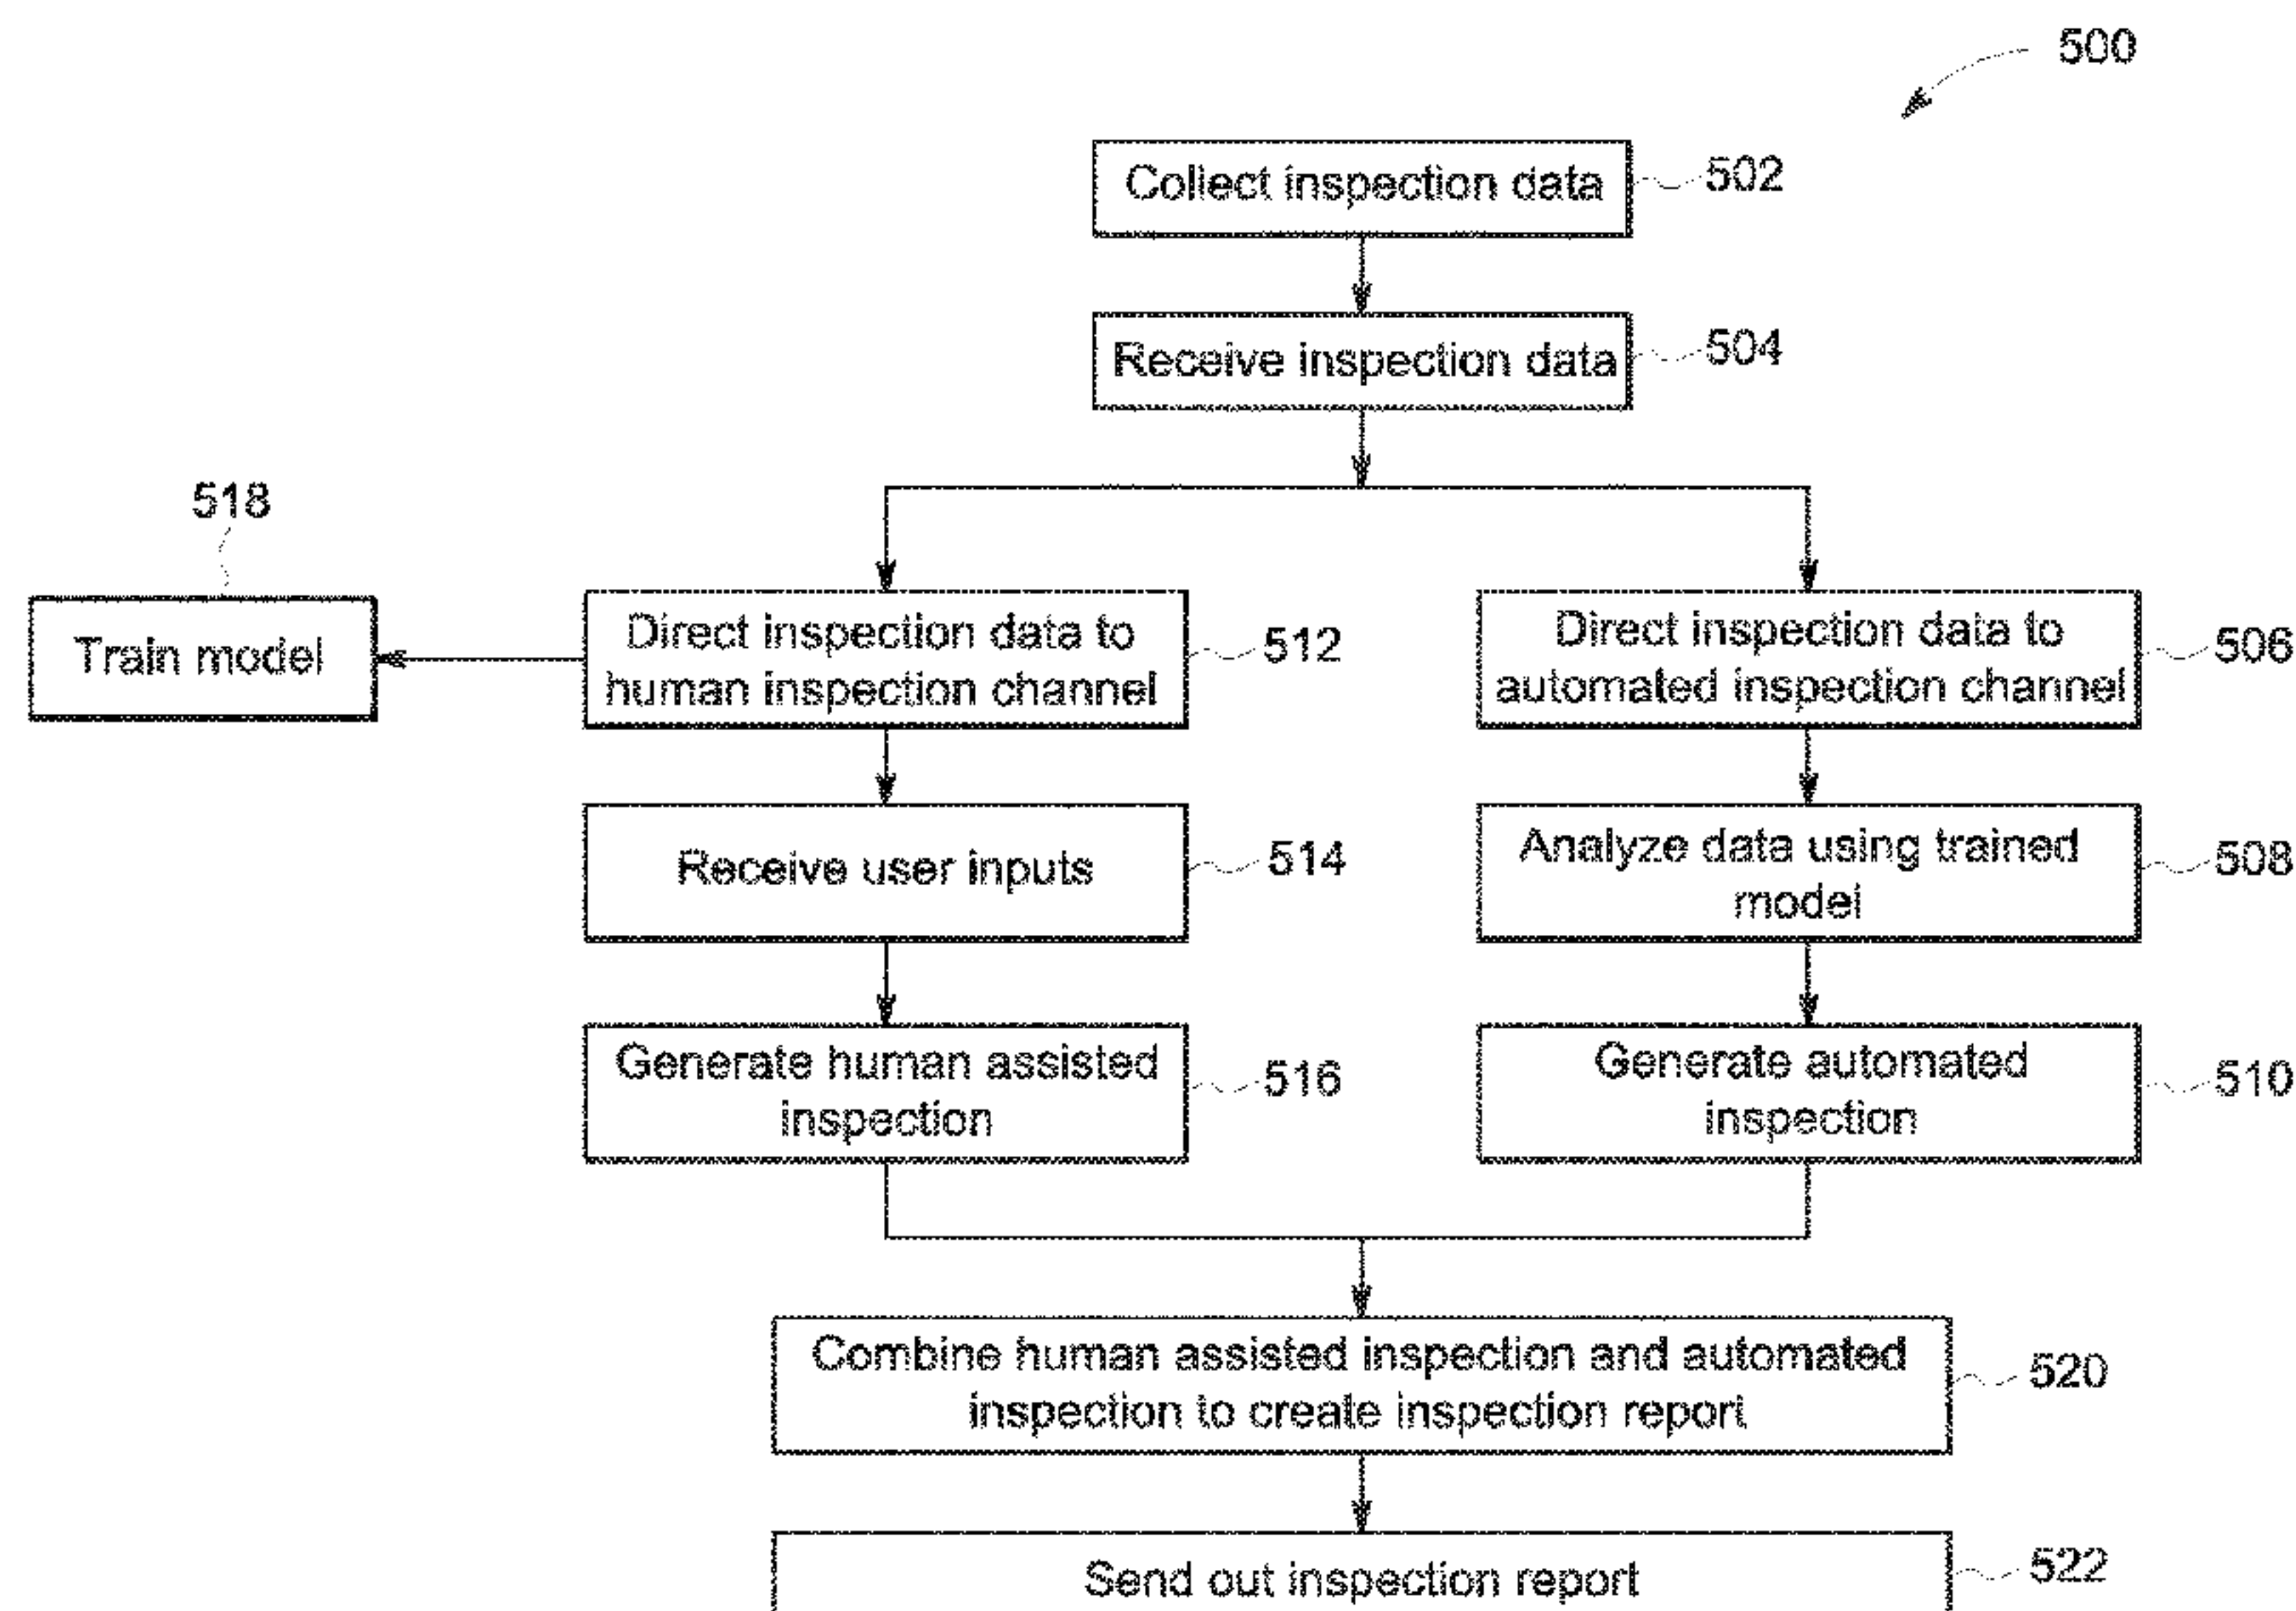 500
Collect inspection data
502
Receive inspection data
504
518
Train model
Direct inspection data to
human inspection channel
512
Direct inspection data to
automated inspection channel
506
Receive user inputs
514
Analyze data using trained
model
508
Generate human assisted
inspection
516
Generate automated
inspection
510
Combine human assisted inspection and automated
inspection to create inspection report
520
Send out inspection report
522